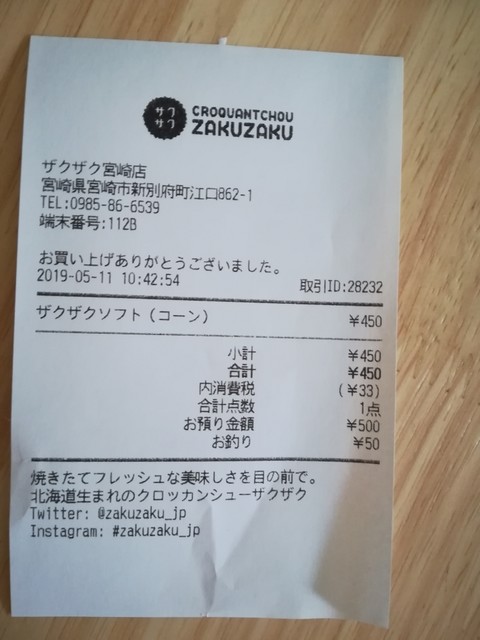 ザク
ザク
CROQUANTCHOU
ZAKUZAKU
ザクザク宮崎店
宮崎県宮崎市新別府町江口862-1
TEL:0985-86-6539
端末番号:112B
お買い上げありがとうございました。
2019-05-11 10:42:54 取引ID:28232
ザクザクソフト(コーン) ¥450
小計 ¥450
合計 ¥450
内消費税 (¥33)
合計点数 1点
お預り金額 ¥500
お釣り ¥50
焼きたてフレッシュな美味しさを目の前で。
北海道生まれのクロッカンシューザクザク
Twitter: @zakuzaku_jp
Instagram: #zakuzaku_jp